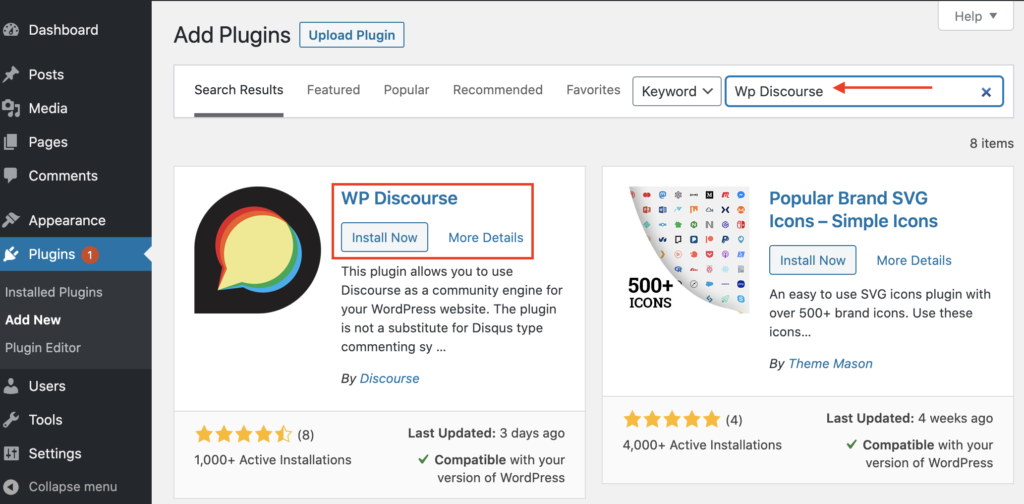 Help ▼
Dashboard
Posts
Media
Pages
Comments
Appearance
Plugins 1
Installed Plugins
Add New
Plugin Editor
Users
Tools
Settings
Collapse menu
Add Plugins Upload Plugin
Search Results Featured Popular Recommended Favorites Keyword Wp Discourse
8 items
WP Discourse
Install Now More Details
This plugin allows you to use
Discourse as a community engine for
your WordPress website. The plugin
is not a substitute for Disqus type
commenting sy ...
By Discourse
(8)
1,000+ Active Installations
Last Updated: 3 days ago
Compatible with your
version of WordPress
500+
ICONS
Popular Brand SVG
Icons – Simple Icons
Install Now More Details
An easy to use SVG icons plugin with
over 500+ brand icons. Use these
icons...
By Theme Mason
(4)
4,000+ Active Installations
Last Updated: 4 weeks ago
Compatible with your
version of WordPress